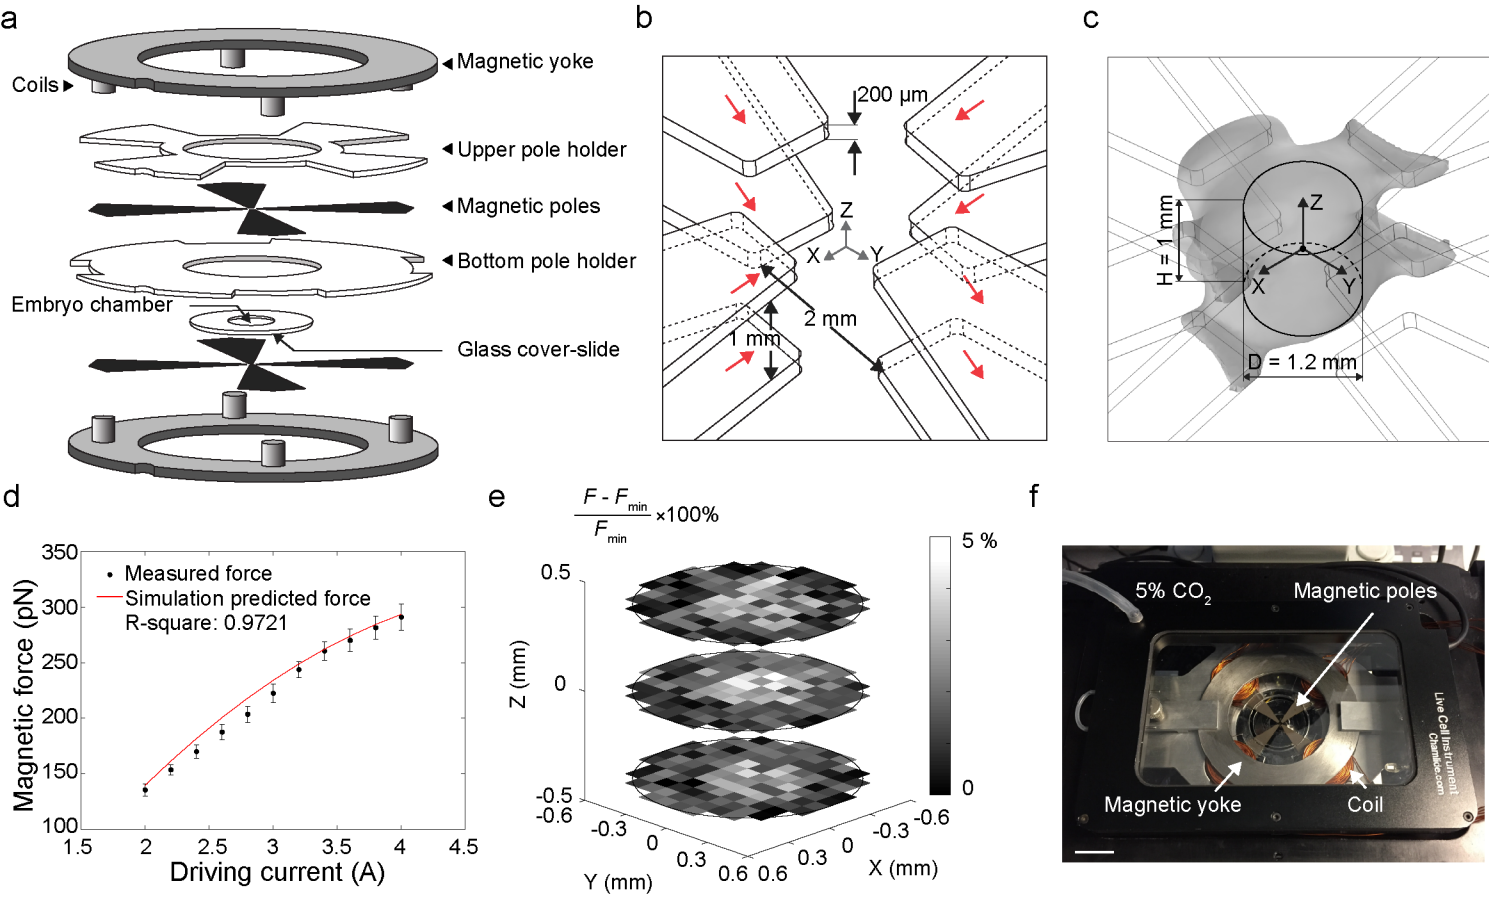 a
Magnetic yoke
Coils
Upper pole holder
Magnetic poles
Bottom pole holder
Embryo chamber
Glass cover-slide
b
200 µm
Z
X
Y
2 mm
1 mm
c
Z
H = 1 mm
X
Y
D = 1.2 mm
d
350
300
250
200
150
100
Magnetic force (pN)
Measured force
Simulation predicted force
R-square: 0.9721
1.5 2 2.5 3 3.5 4 4.5
Driving current (A)
e
F - Fmin
Fmin
×100%
5 %
0
0.5
0
-0.5
Z (mm)
-0.6
-0.3
0
0.3
0.6
Y (mm)
-0.6
-0.3
0
0.3
0.6
X (mm)
f
5% CO2
Magnetic poles
Magnetic yoke
Coil
Live Cell Instrument
Chamlide.com